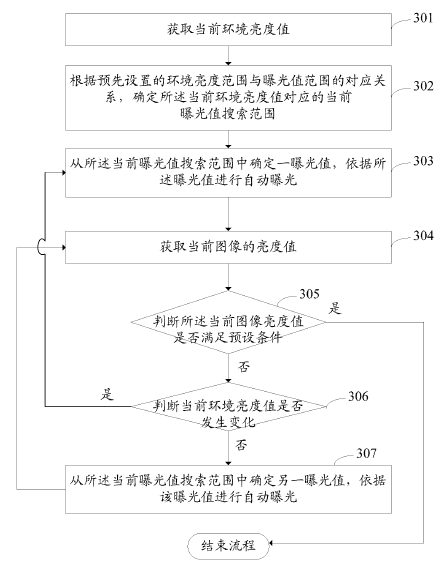 301
获取当前环境亮度值
302
根据预先设置的环境亮度范围与曝光值范围的对应关
系，确定所述当前环境亮度值对应的当前
曝光值搜索范围
303
从所述当前曝光值搜索范围中确定一曝光值，依据所
述曝光值进行自动曝光
304
获取当前图像的亮度值
305
判断所述当前图像亮度值
是否满足预设条件
是
否
306
判断当前环境亮度值是否
发生变化
是
否
307
从所述当前曝光值搜索范围中确定另一曝光值，依据
该曝光值进行自动曝光
结束流程